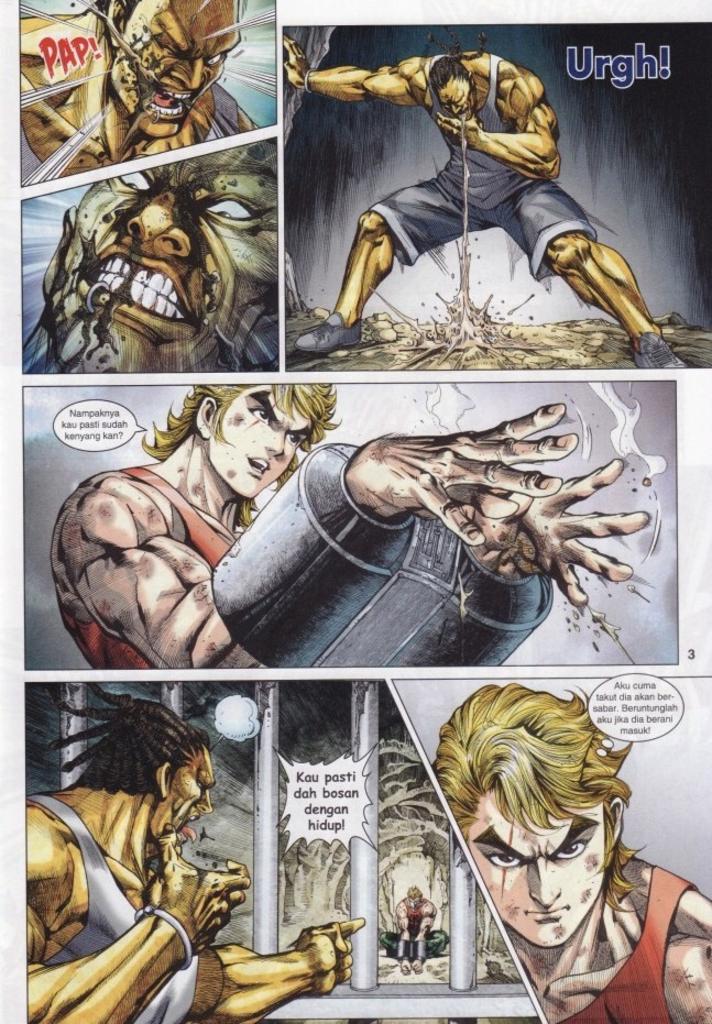 PAP!
Urgh!
Nampaknya
kau pasti sudah
kenyang kan?
3
Kau pasti
dah bosan
dengan
hidup!
Aku cuma
takut dia akan ber-
sabar. Beruntunglah
aku jika dia berani
masuk!